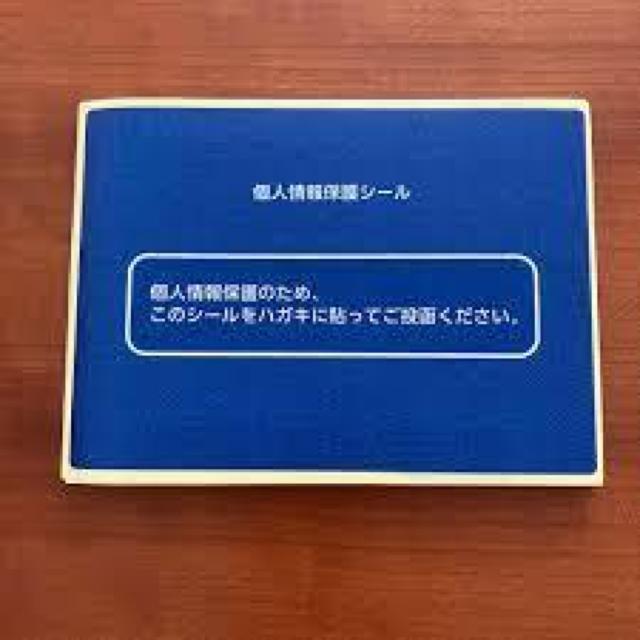 個人情報保護シール
個人情報保護のため、
このシールをハガキに貼ってご投函ください。